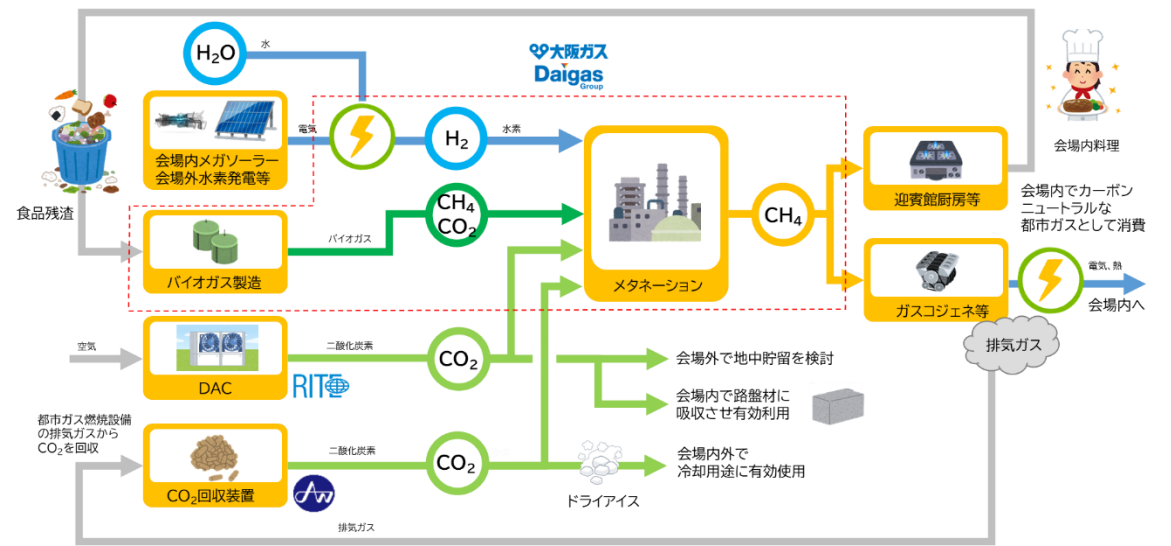 H₂O
水
大阪ガス
Daigas
Group
会場内メガソーラー
会場外水素発電等
電気
H₂
水素
会場内料理
食品残渣
バイオガス製造
バイオガス
CH₄
CO₂
メタネーション
CH₄
迎賓館厨房等
会場内でカーボン
ニュートラルな
都市ガスとして消費
ガスコジェネ等
電気、熱
会場内へ
排気ガス
空気
DAC
二酸化炭素
RITE
CO₂
会場外で地中貯留を検討
会場内で路盤材に
吸収させ有効利用
都市ガス燃焼設備
の排気ガスから
CO₂を回収
CO₂回収装置
二酸化炭素
CO₂
ドライアイス
会場内外で
冷却用途に有効使用
排気ガス